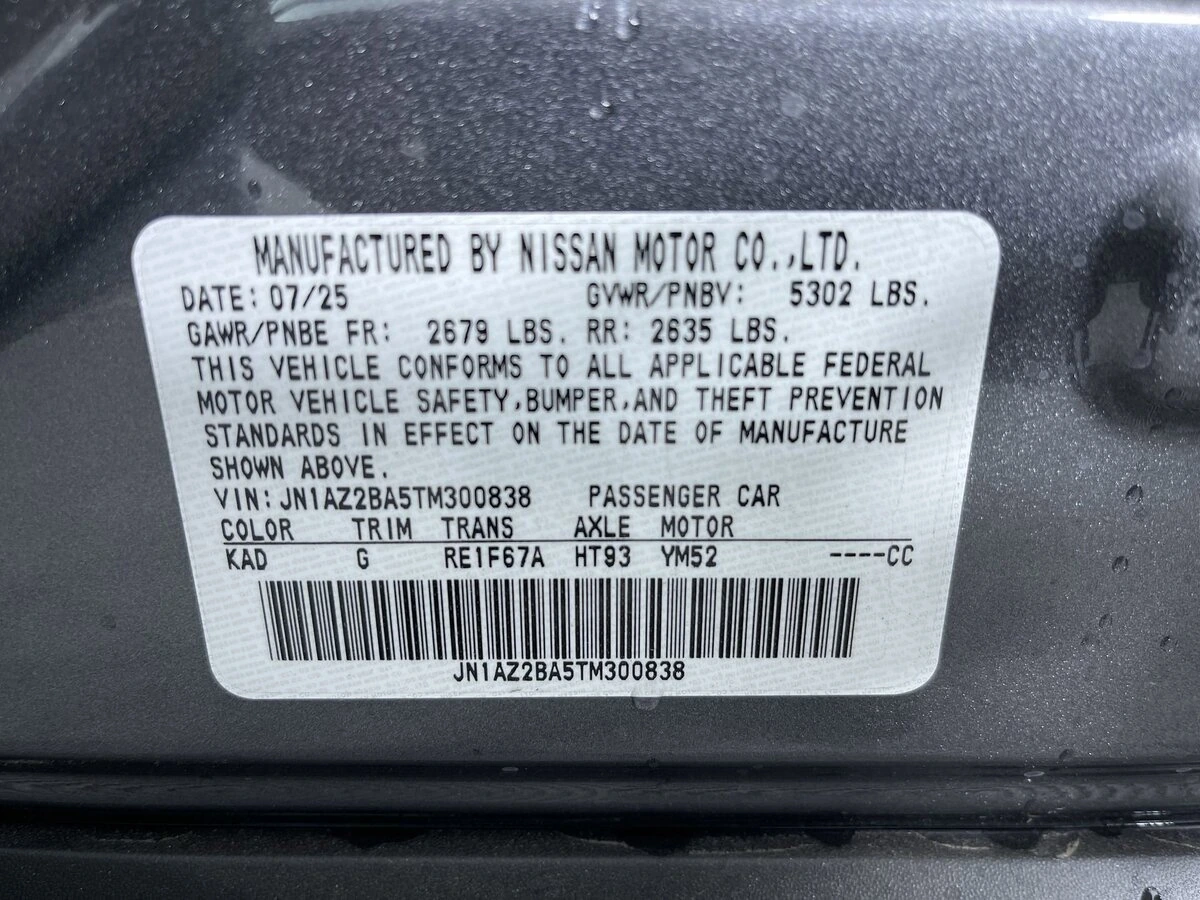 MANUFACTURED BY NISSAN MOTOR CO.,LTD.
DATE: 07/25 GVWR/PNBV: 5302 LBS.
GAWR/PNBE FR: 2679 LBS. RR: 2635 LBS.
THIS VEHICLE CONFORMS TO ALL APPLICABLE FEDERAL
MOTOR VEHICLE SAFETY,BUMPER,AND THEFT PREVENTION
STANDARDS IN EFFECT ON THE DATE OF MANUFACTURE
SHOWN ABOVE.
VIN: JN1AZ2BA5TM300838 PASSENGER CAR
COLOR TRIM TRANS AXLE MOTOR
KAD G RE1F67A HT93 YM52 ----CC
JN1AZ2BA5TM300838